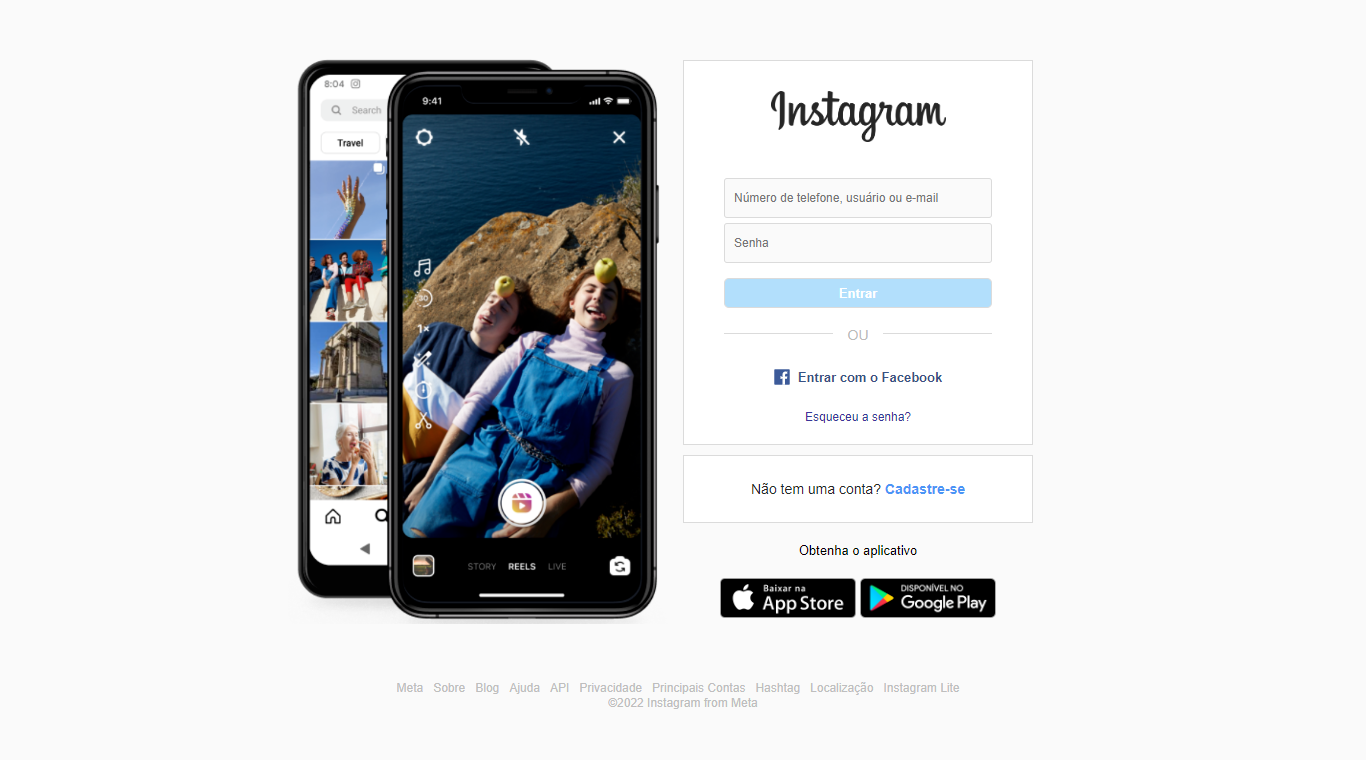 8:04
Search
Travel
9:41
30
1x
STORY REELS LIVE
Instagram
Número de telefone, usuário ou e-mail
Senha
Entrar
OU
Entrar com o Facebook
Esqueceu a senha?
Não tem uma conta? Cadastre-se
Obtenha o aplicativo
Baixar na
App Store
DISPONÍVEL NO
Google Play
Meta Sobre Blog Ajuda API Privacidade Principais Contas Hashtag Localização Instagram Lite
©2022 Instagram from Meta